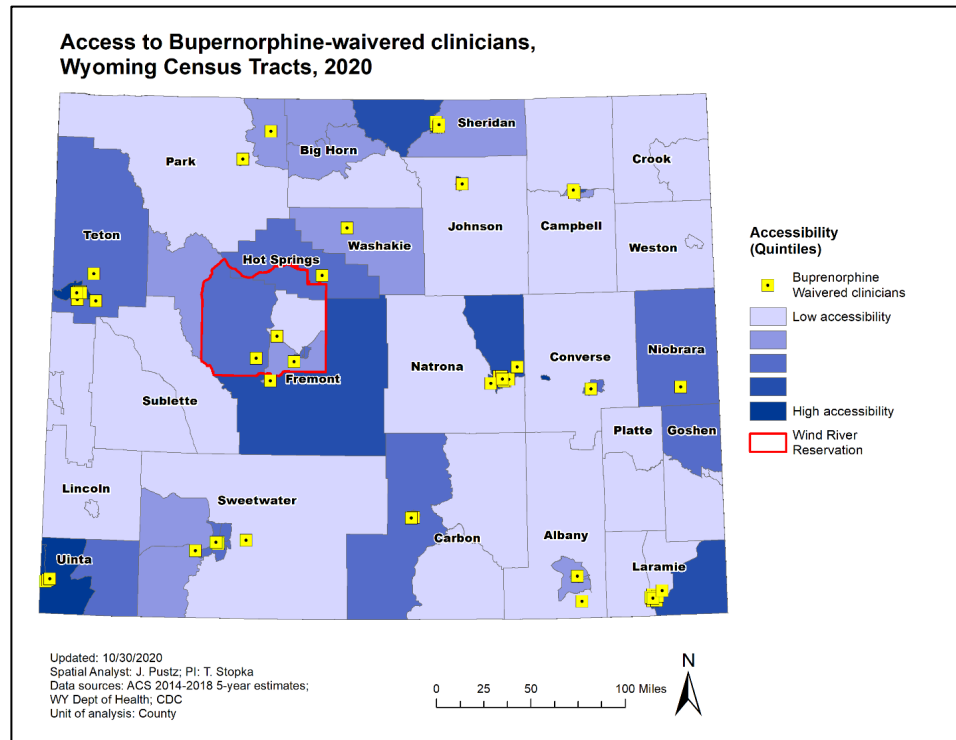 Access to Bupernorphine-waivered clinicians,
Wyoming Census Tracts, 2020
Sheridan
Big Horn
Park
Crook
Johnson
Campbell
Teton
Washakie
Weston
Hot Springs
Accessibility
(Quintiles)
Buprenorphine
Waivered clinicians
Low accessibility
High accessibility
Wind River
Reservation
Niobrara
Converse
Natrona
Fremont
Sublette
Platte
Goshen
Lincoln
Sweetwater
Carbon
Albany
Uinta
Laramie
Updated: 10/30/2020
Spatial Analyst: J. Pustz; PI: T. Stopka
Data sources: ACS 2014-2018 5-year estimates;
WY Dept of Health; CDC
Unit of analysis: County
0 25 50 100 Miles
N